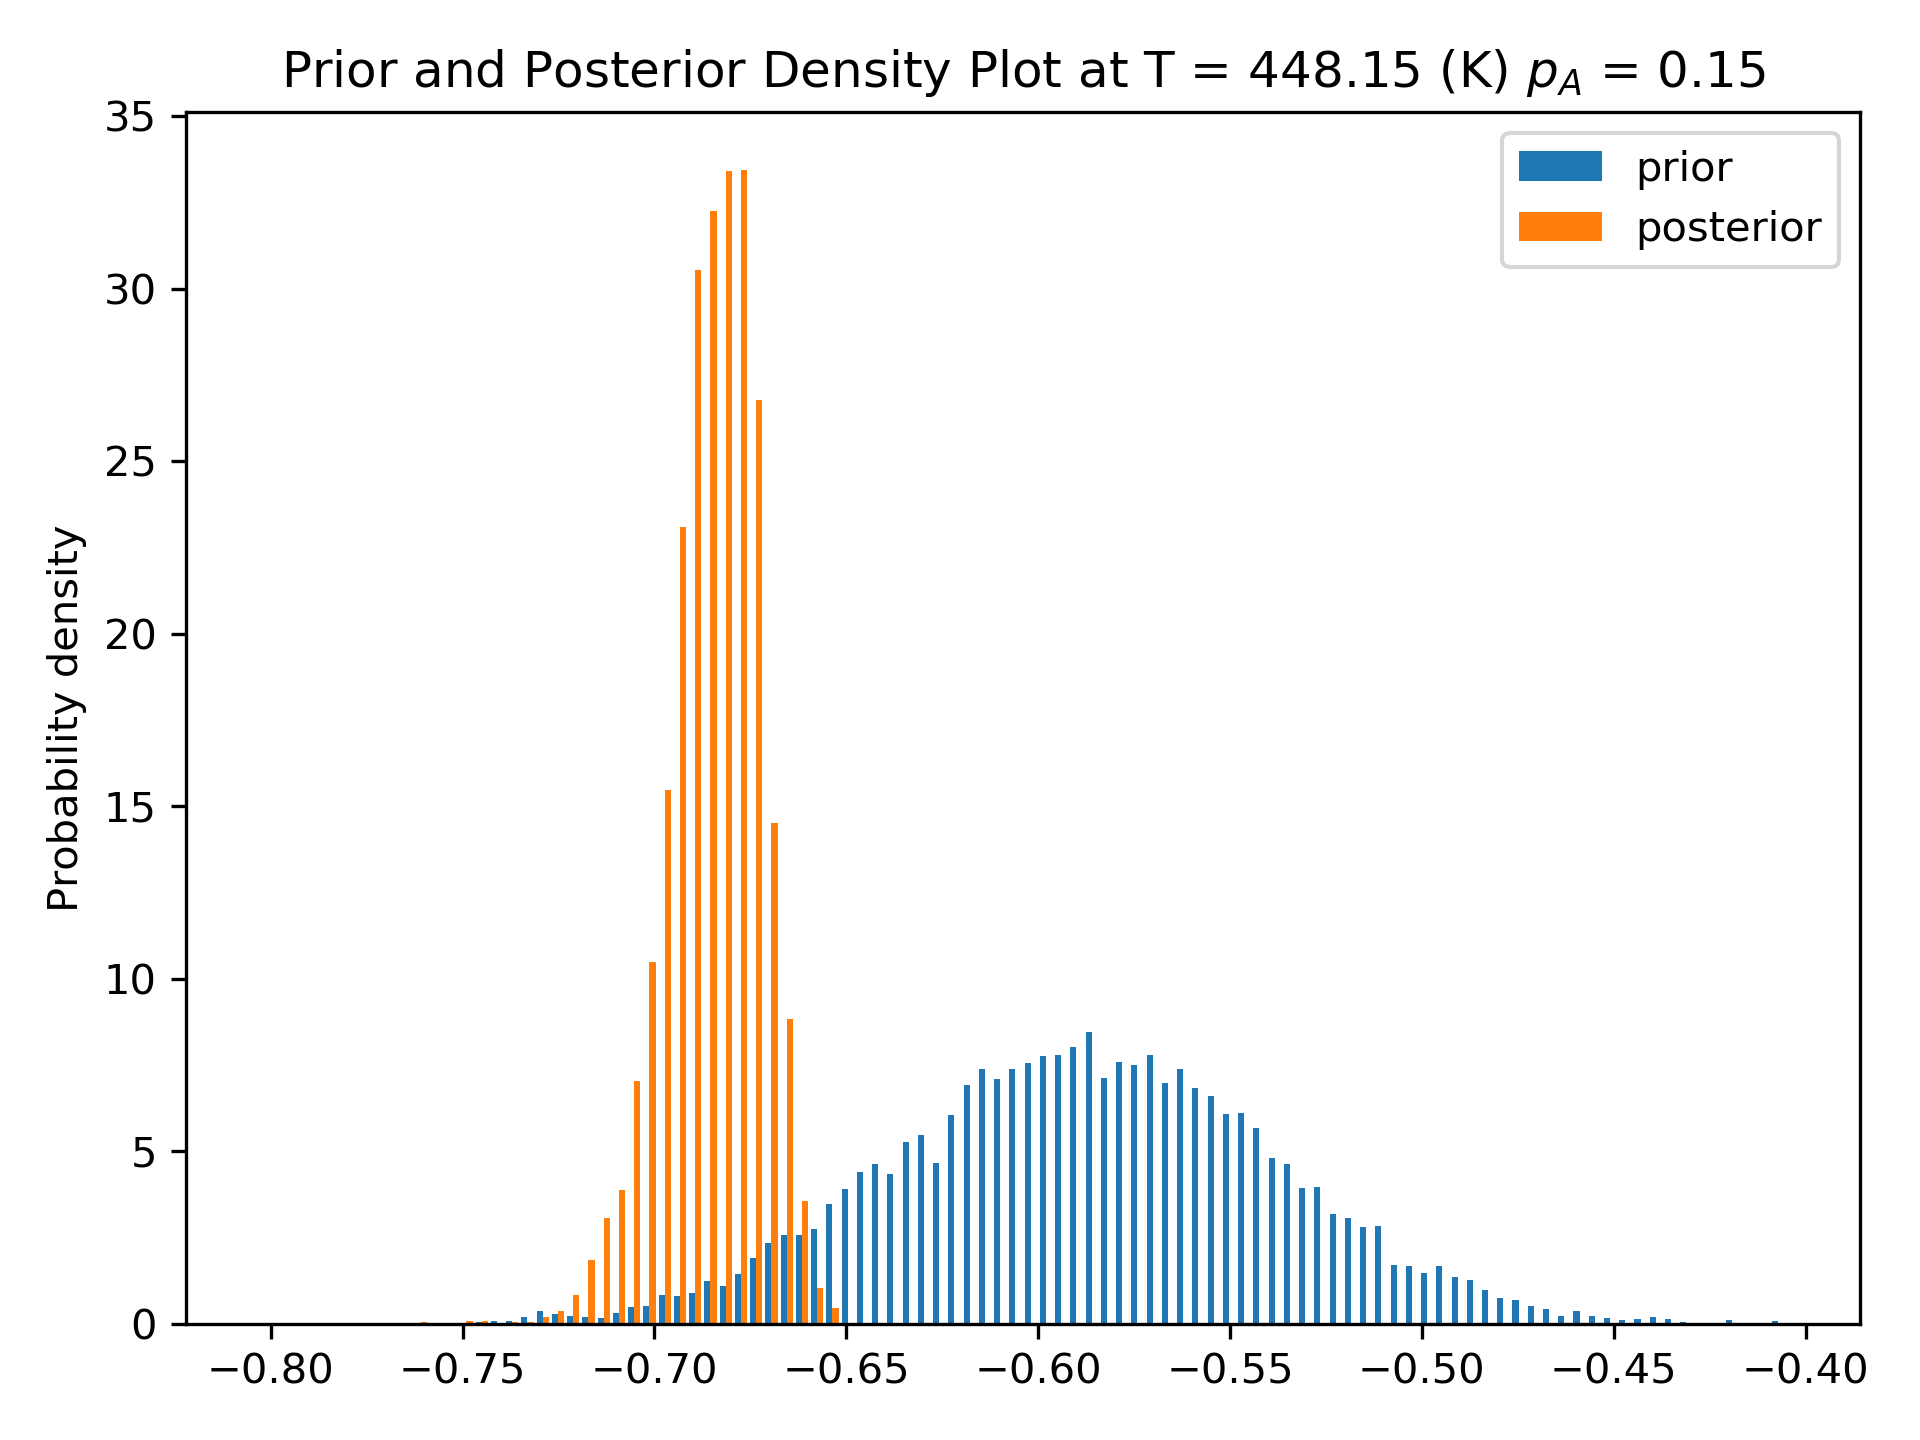 Prior and Posterior Density Plot at T = 448.15 (K) p_A = 0.15
prior
posterior
Probability density
35
30
25
20
15
10
5
0
−0.80 −0.75 −0.70 −0.65 −0.60 −0.55 −0.50 −0.45 −0.40